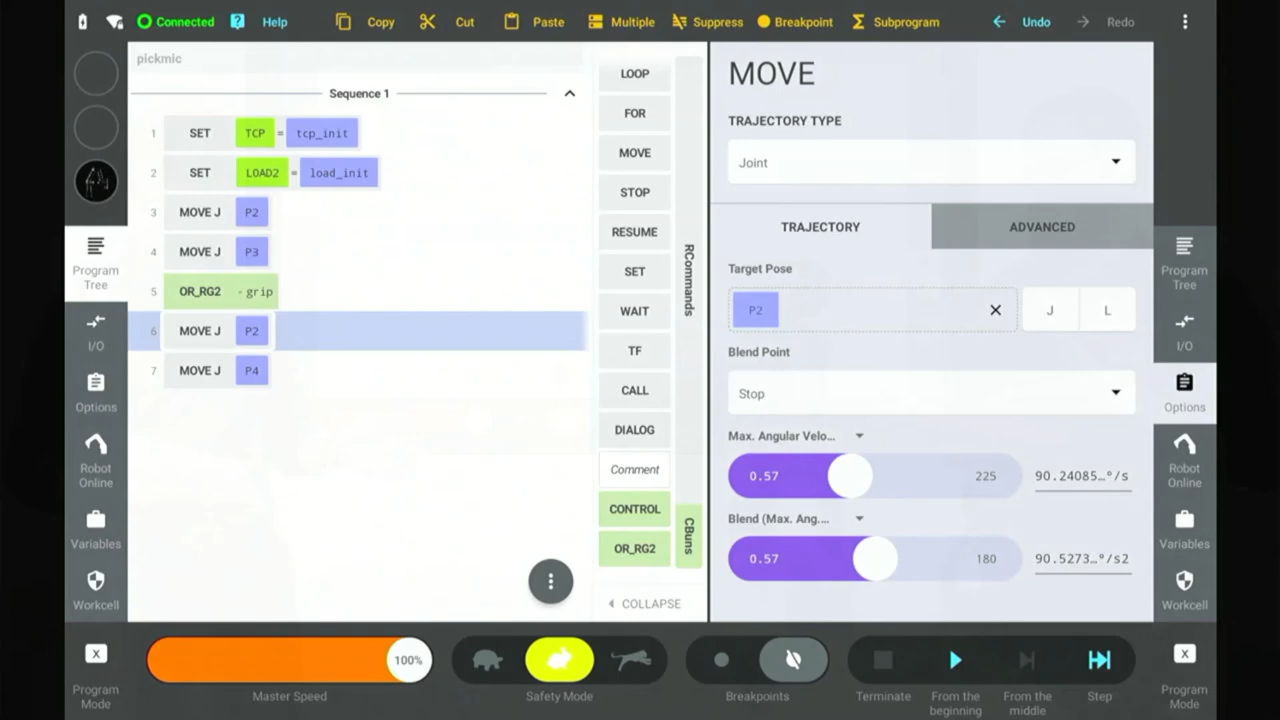 Connected Help Copy Cut Paste Multiple Suppress Breakpoint Subprogram Undo Redo
pickmic
Sequence 1
1 SET TCP = tcp_init
2 SET LOAD2 = load_init
3 MOVE J P2
4 MOVE J P3
5 OR_RG2 - grip
6 MOVE J P2
7 MOVE J P4
Program
Tree
I/O
Options
Robot
Online
Variables
Workcell
LOOP
FOR
MOVE
STOP
RESUME
SET
WAIT
TF
CALL
DIALOG
Comment
CONTROL
OR_RG2
COLLAPSE
RCommands
CBuns
MOVE
TRAJECTORY TYPE
Joint
TRAJECTORY ADVANCED
Target Pose
P2 J L
Blend Point
Stop
Max. Angular Velo...
0.57 225 90.24085...°/s
Blend (Max. Ang....
0.57 180 90.5273...°/s2
Program
Tree
I/O
Options
Robot
Online
Variables
Workcell
X
Program
Mode
100%
Master Speed
Safety Mode
Breakpoints
Terminate
From the
beginning
From the
middle
Step
X
Program
Mode